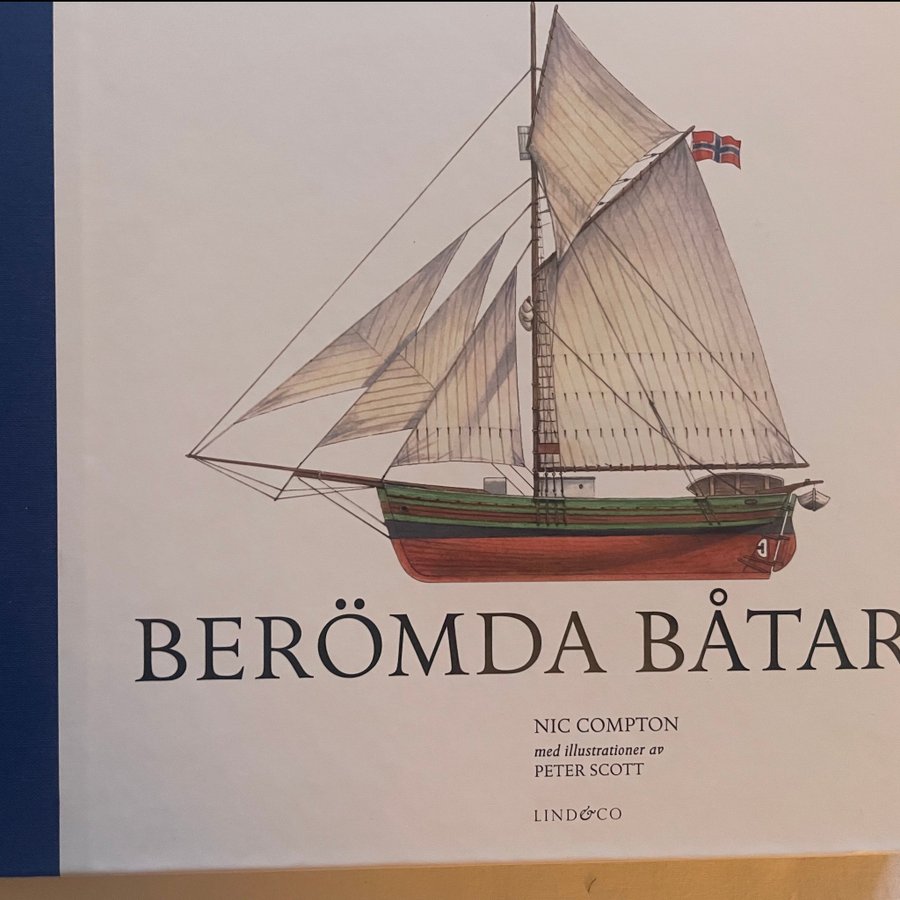 BERÖMDA BÅTAR
NIC COMPTON
med illustrationer av
PETER SCOTT
LIND&CO